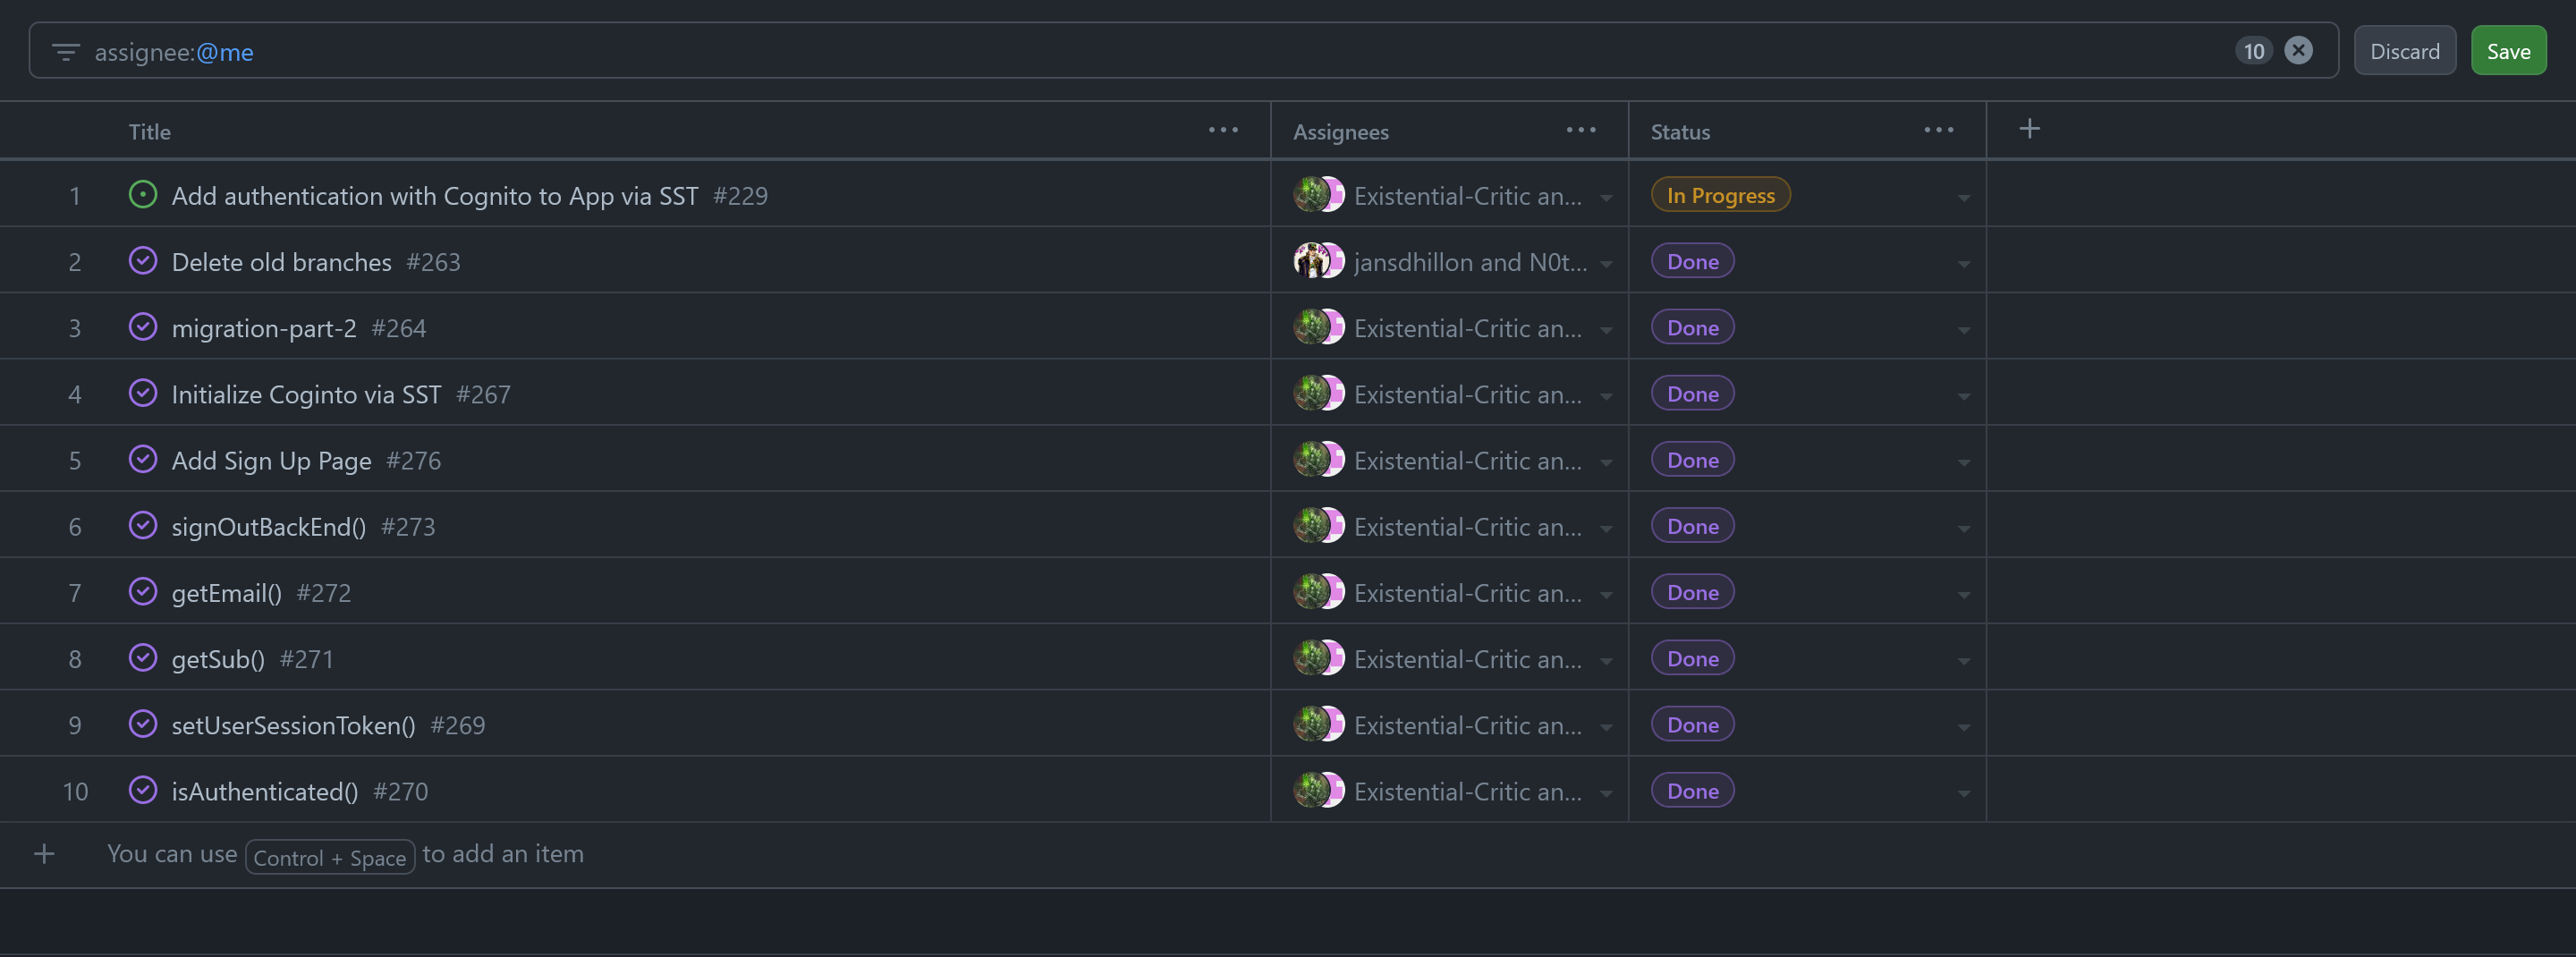 assignee:@me 10 Discard Save
Title Assignees Status
1 Add authentication with Cognito to App via SST #229 Existential-Critic an... In Progress
2 Delete old branches #263 jansdhillon and N0t... Done
3 migration-part-2 #264 Existential-Critic an... Done
4 Initialize Coginto via SST #267 Existential-Critic an... Done
5 Add Sign Up Page #276 Existential-Critic an... Done
6 signOutBackEnd() #273 Existential-Critic an... Done
7 getEmail() #272 Existential-Critic an... Done
8 getSub() #271 Existential-Critic an... Done
9 setUserSessionToken() #269 Existential-Critic an... Done
10 isAuthenticated() #270 Existential-Critic an... Done
You can use Control + Space to add an item